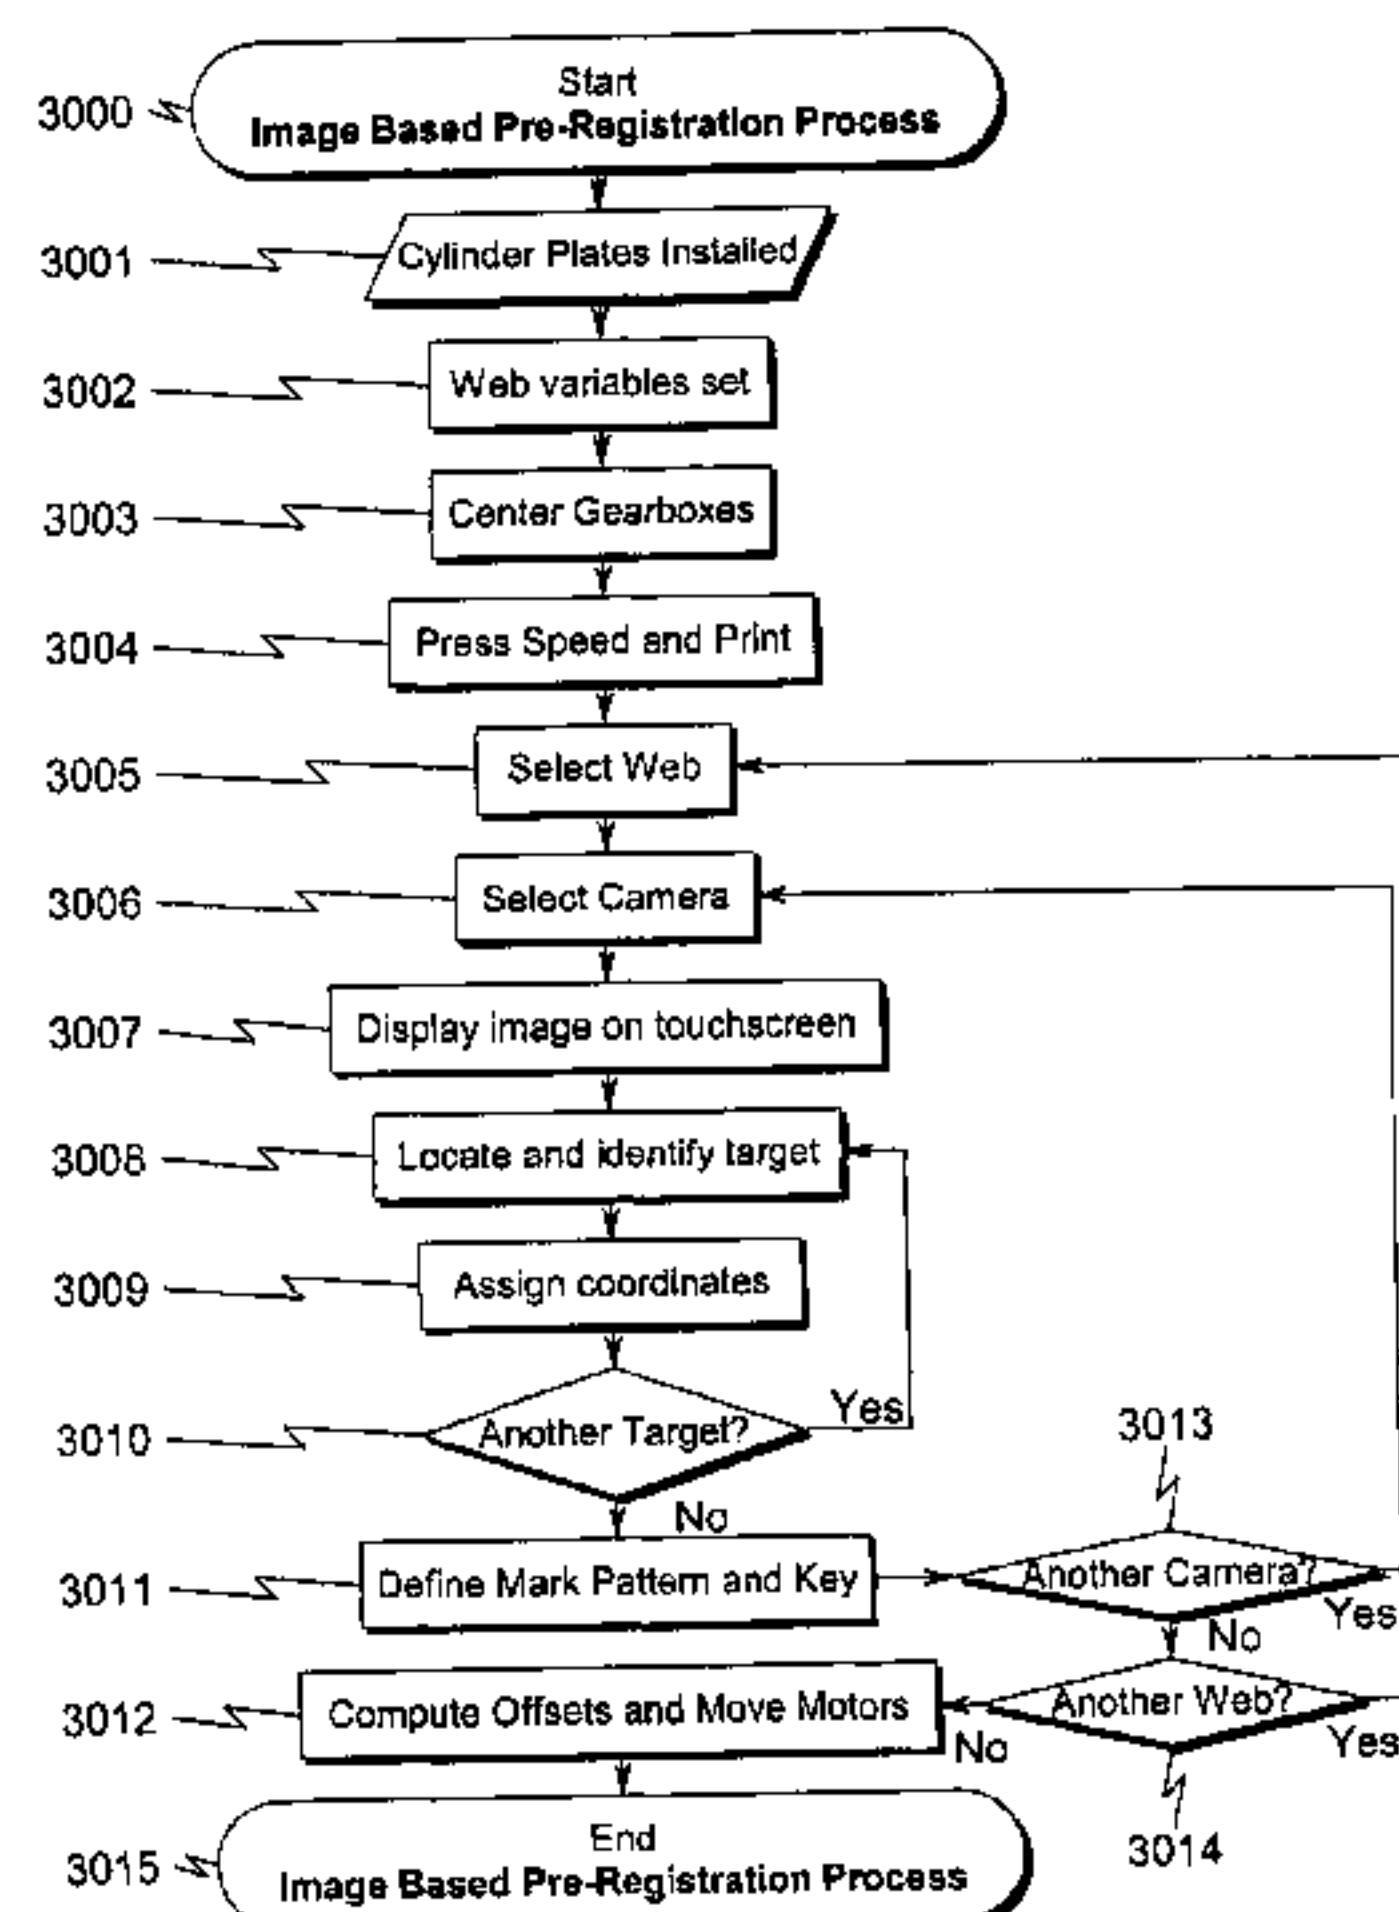 Start
3000
Image Based Pre-Registration Process
3001
Cylinder Plates Installed
3002
Web variables set
3003
Center Gearboxes
3004
Press Speed and Print
3005
Select Web
3006
Select Camera
3007
Display image on touchscreen
3008
Locate and identify target
3009
Assign coordinates
3010
Another Target?
Yes
No
3013
3011
Define Mark Pattern and Key
Another Camera?
Yes
No
3012
Compute Offsets and Move Motors
Another Web?
No
Yes
3014
End
3015
Image Based Pre-Registration Process